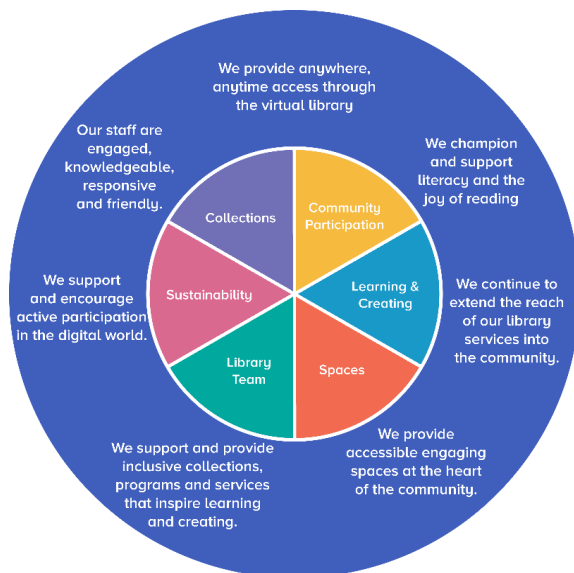 We provide anywhere,
anytime access through
the virtual library
We champion
and support
literacy and the
joy of reading
We continue to
extend the reach
of our library
services into
the community.
We provide
accessible engaging
spaces at the heart
of the community.
We support and provide
inclusive collections,
programs and services
that inspire learning
and creating.
We support
and encourage
active participation
in the digital world.
Our staff are
engaged,
knowledgeable,
responsive
and friendly.
Community
Participation
Learning &
Creating
Spaces
Library
Team
Sustainability
Collections